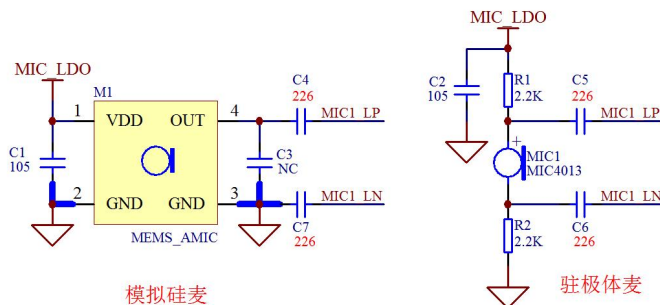 MIC_LDO
M1
1
VDD
OUT
4
C1
105
2
GND
GND
3
MEMS_AMIC
C4
226
MIC1_LP
C3
NC
MIC1_LN
C7
226
模拟硅麦
MIC_LDO
C2
105
R1
2.2K
C5
226
MIC1_LP
+
MIC1
MIC4013
MIC1_LN
R2
2.2K
C6
226
驻极体麦